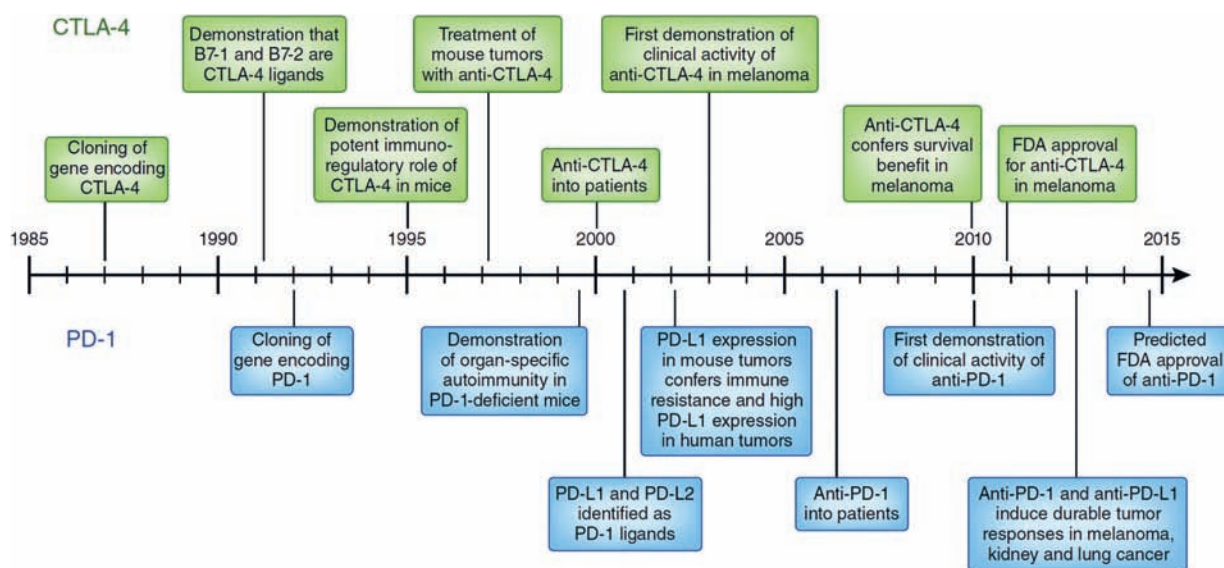 CTLA-4
Demonstration that
B7-1 and B7-2 are
CTLA-4 ligands
Treatment of
mouse tumors
with anti-CTLA-4
First demonstration of
clinical activity of
anti-CTLA-4 in melanoma
Cloning of
gene encoding
CTLA-4
Demonstration of
potent immuno-
regulatory role of
CTLA-4 in mice
Anti-CTLA-4
into patients
Anti-CTLA-4
confers survival
benefit in
melanoma
FDA approval
for anti-CTLA-4
in melanoma
1985 1990 1995 2000 2005 2010 2015
PD-1
Cloning of
gene encoding
PD-1
Demonstration
of organ-specific
autoimmunity in
PD-1-deficient mice
PD-L1 expression
in mouse tumors
confers immune
resistance and high
PD-L1 expression
in human tumors
First demonstration
of clinical activity of
anti-PD-1
Predicted
FDA approval
of anti-PD-1
PD-L1 and PD-L2
identified as
PD-1 ligands
Anti-PD-1
into patients
Anti-PD-1 and anti-PD-L1
induce durable tumor
responses in melanoma,
kidney and lung cancer